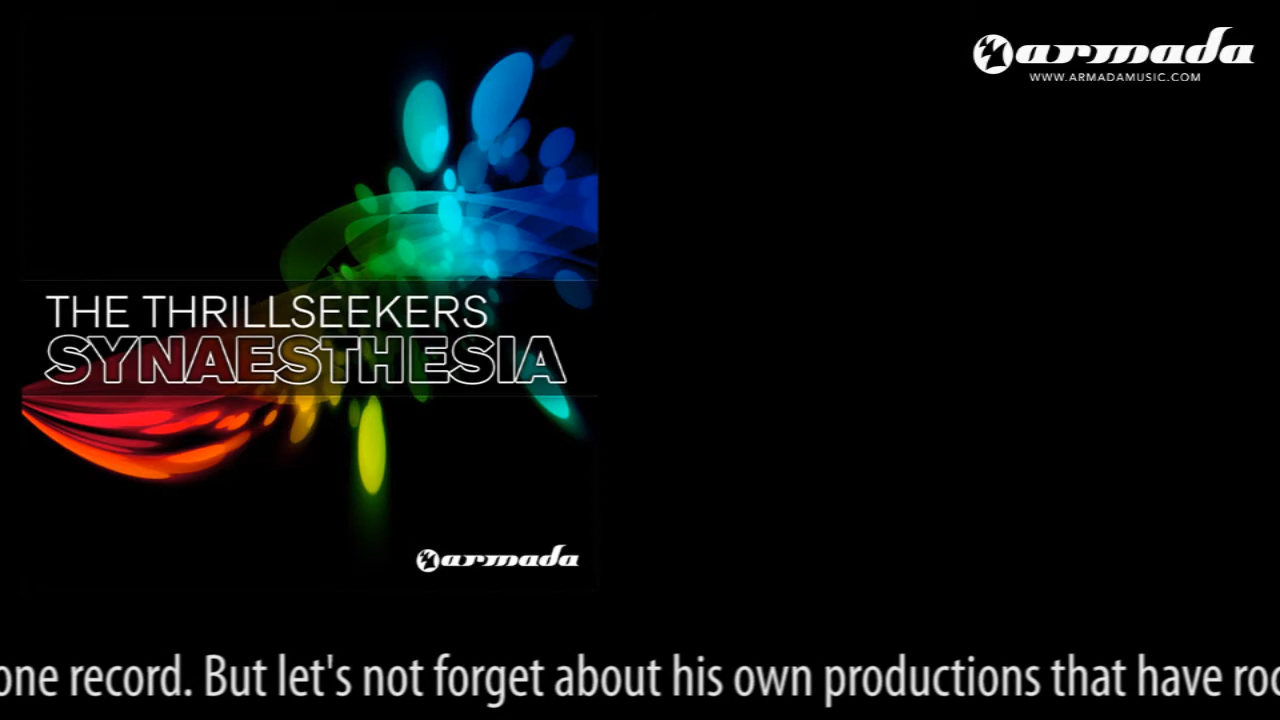 armada
WWW.ARMADAMUSIC.COM
THE THRILLSEEKERS
SYNAESTHESIA
armada
one record. But let's not forget about his own productions that have